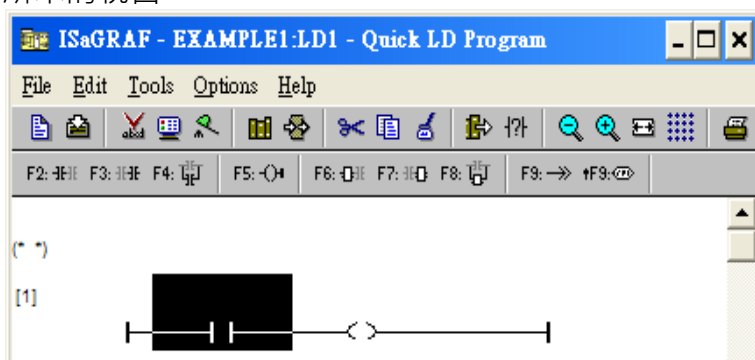 ISaGRAF - EXAMPLE1:LD1 - Quick LD Program
File Edit Tools Options Help
F2: F3: F4: F5: F6: F7: F8: F9: F9:
(* *)
[1]